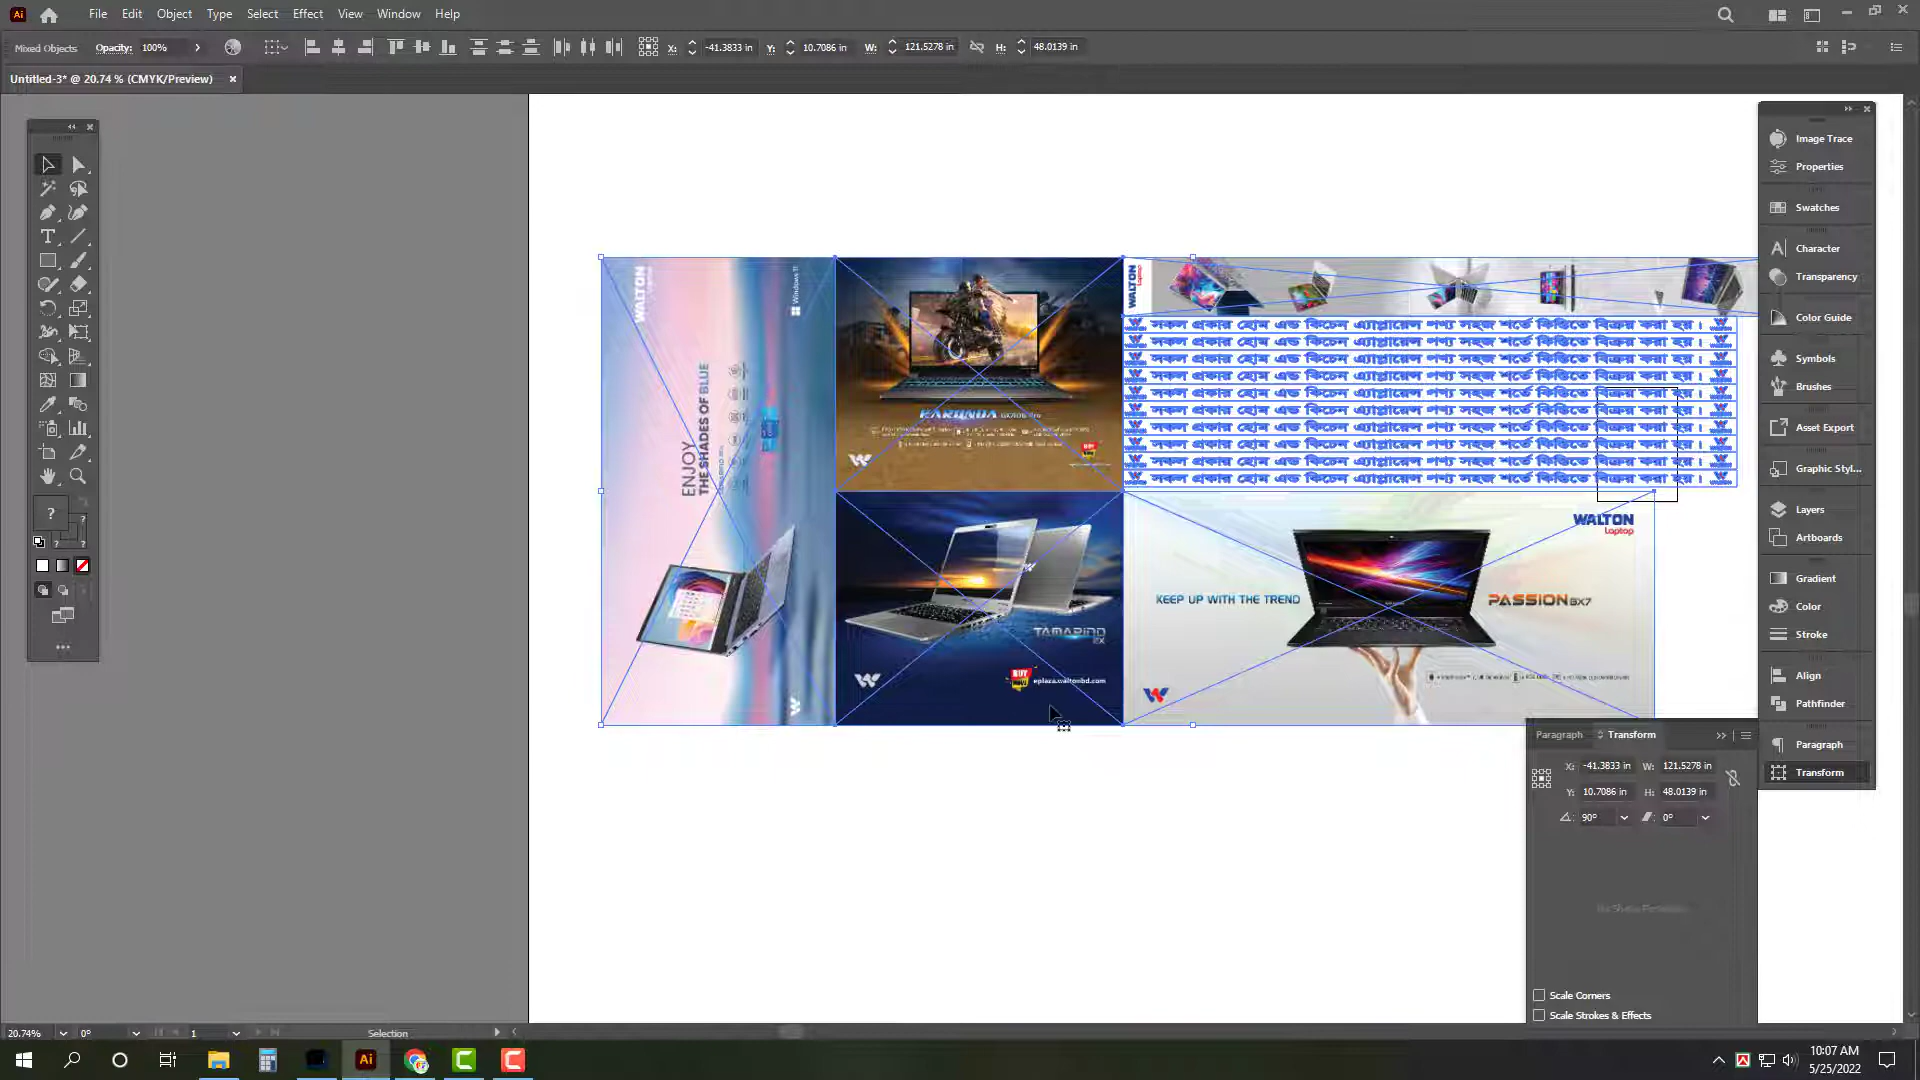 Ai
File Edit Object Type Select Effect View Window Help
Mixed Objects Opacity: 100% X: -41.3833 in Y: 10.7086 in W: 121.5278 in H: 48.0139 in
Untitled-3* @ 20.74 % (CMYK/Preview)
WALTON
Windows 11
ENJOY
THE SHADES OF BLUE
WALTON
Laptop
সকল প্রকার হোম এন্ড কিচেন এ্যাপ্লায়েন্স পণ্য সহজ শর্তে কিস্তিতে বিক্রয় করা হয়।
সকল প্রকার হোম এন্ড কিচেন এ্যাপ্লায়েন্স পণ্য সহজ শর্তে কিস্তিতে বিক্রয় করা হয়।
সকল প্রকার হোম এন্ড কিচেন এ্যাপ্লায়েন্স পণ্য সহজ শর্তে কিস্তিতে বিক্রয় করা হয়।
সকল প্রকার হোম এন্ড কিচেন এ্যাপ্লায়েন্স পণ্য সহজ শর্তে কিস্তিতে বিক্রয় করা হয়।
সকল প্রকার হোম এন্ড কিচেন এ্যাপ্লায়েন্স পণ্য সহজ শর্তে কিস্তিতে বিক্রয় করা হয়।
সকল প্রকার হোম এন্ড কিচেন এ্যাপ্লায়েন্স পণ্য সহজ শর্তে কিস্তিতে বিক্রয় করা হয়।
সকল প্রকার হোম এন্ড কিচেন এ্যাপ্লায়েন্স পণ্য সহজ শর্তে কিস্তিতে বিক্রয় করা হয়।
সকল প্রকার হোম এন্ড কিচেন এ্যাপ্লায়েন্স পণ্য সহজ শর্তে কিস্তিতে বিক্রয় করা হয়।
সকল প্রকার হোম এন্ড কিচেন এ্যাপ্লায়েন্স পণ্য সহজ শর্তে কিস্তিতে বিক্রয় করা হয়।
সকল প্রকার হোম এন্ড কিচেন এ্যাপ্লায়েন্স পণ্য সহজ শর্তে কিস্তিতে বিক্রয় করা হয়।
TAMARIND
BUY
eplaza.waltonbd.com
WALTON
Laptop
KEEP UP WITH THE TREND
PASSION BX7
Image Trace
Properties
Swatches
Character
Transparency
Color Guide
Symbols
Brushes
Asset Export
Graphic Styl...
Layers
Artboards
Gradient
Color
Stroke
Align
Pathfinder
Paragraph
Transform
Paragraph Transform
X: -41.3833 in W: 121.5278 in
Y: 10.7086 in H: 48.0139 in
90° 0°
Scale Corners
Scale Strokes & Effects
20.74% 0° 1 Selection
Ai
10:07 AM
5/25/2022